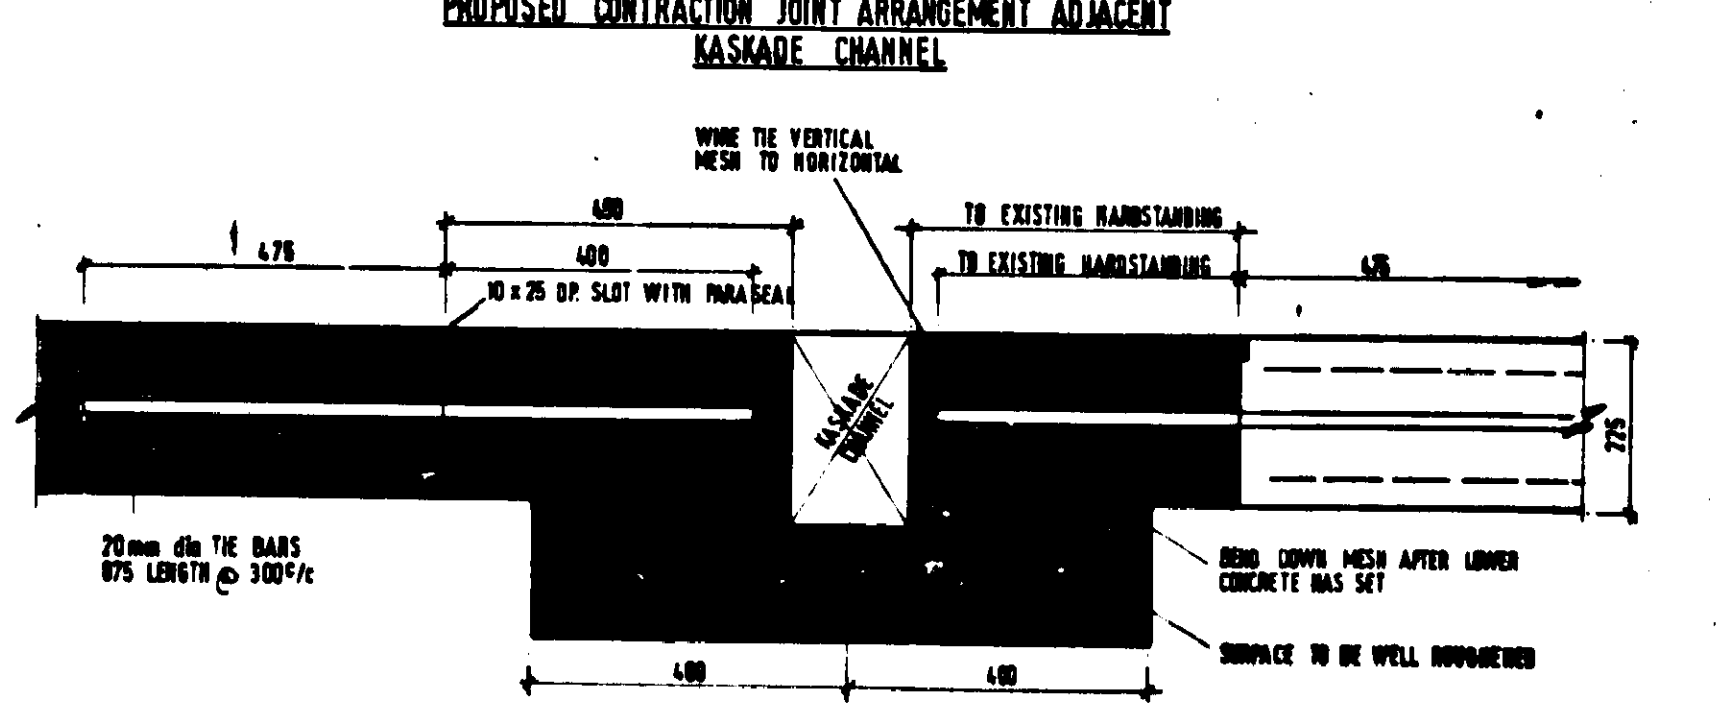 PROPOSED CONTRACTION JOINT ARRANGEMENT ADJACENT
KASKADE CHANNEL
WIRE TIE VERTICAL
MESH TO HORIZONTAL
TO EXISTING HARDSTANDING
475
400
TO EXISTING HARDSTANDING
475
10 x 25 DP. SLOT WITH PARASEAL
KASKADE
CHANNEL
225
20mm dia TIE BARS
875 LENGTH @ 300 c/c
BEND DOWN MESH AFTER LOWER
CONCRETE HAS SET
SURFACE TO BE WELL ROUGHENED
400
400